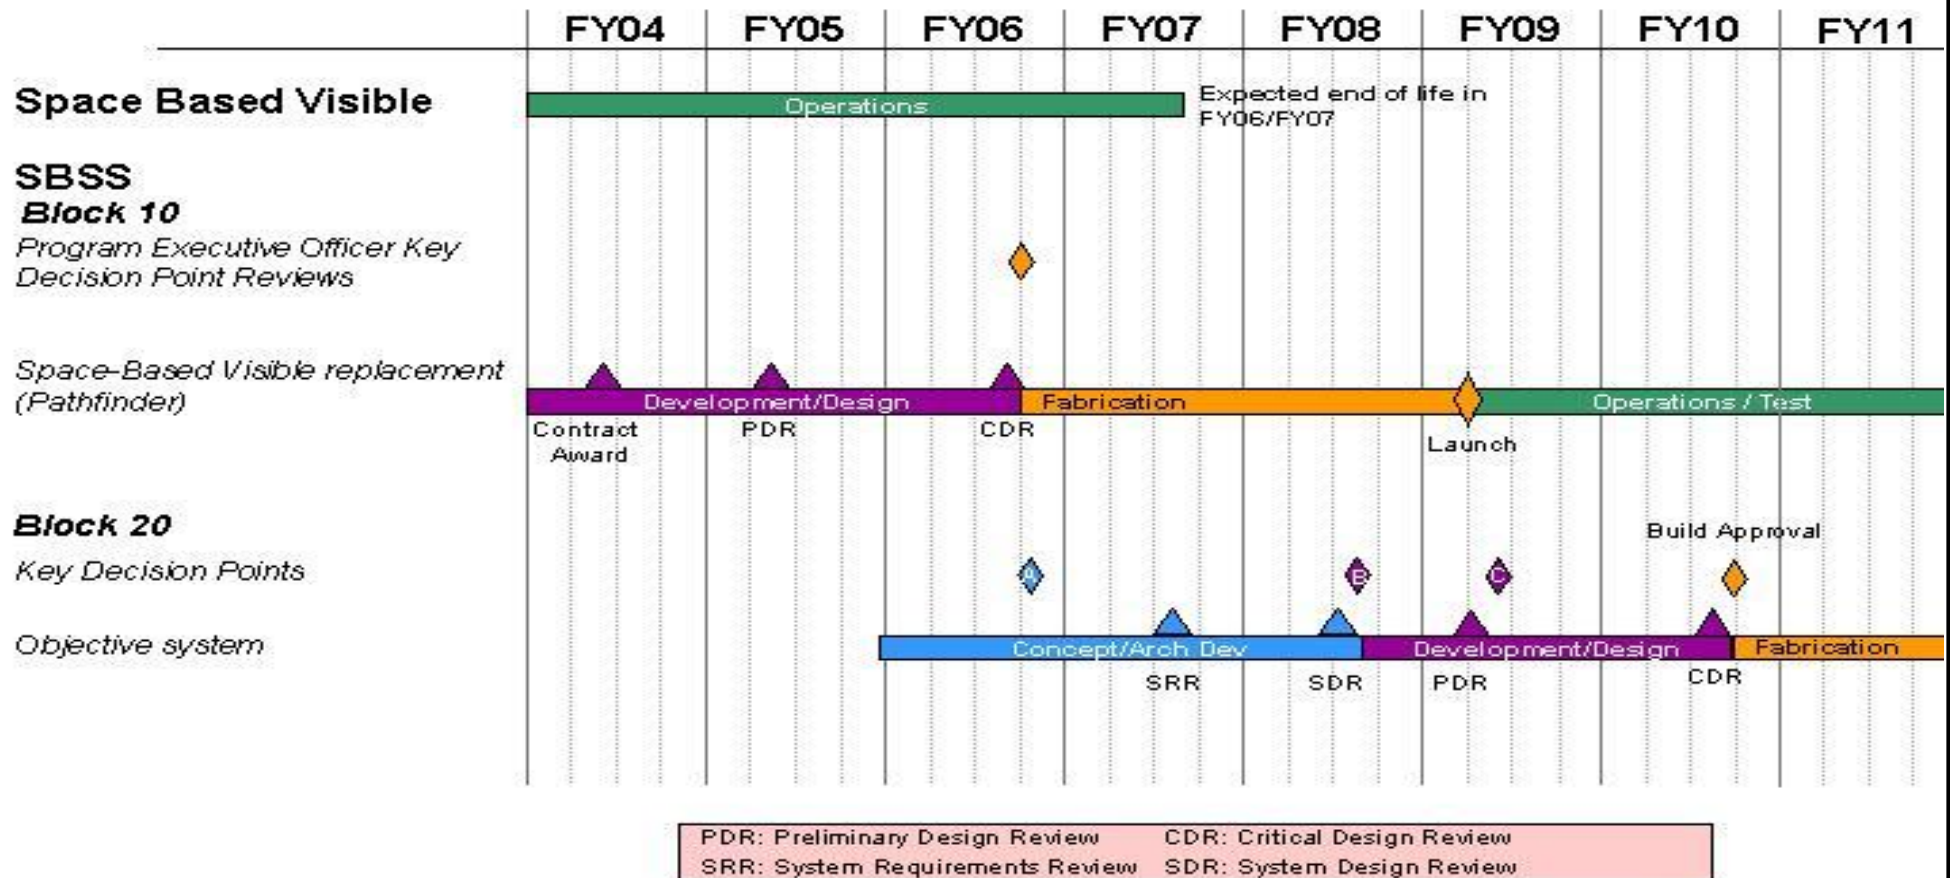 FY04 FY05 FY06 FY07 FY08 FY09 FY10 FY11
Space Based Visible
Operations
Expected end of life in
FY06/FY07
SBSS
Block 10
Program Executive Officer Key
Decision Point Reviews
Space-Based Visible replacement
(Pathfinder)
Development/Design Fabrication Operations / Test
Contract
Award
PDR
CDR
Launch
Block 20
Build Approval
Key Decision Points
A B C
Objective system
Concept/Arch Dev Development/Design Fabrication
SRR SDR PDR CDR
PDR: Preliminary Design Review CDR: Critical Design Review
SRR: System Requirements Review SDR: System Design Review